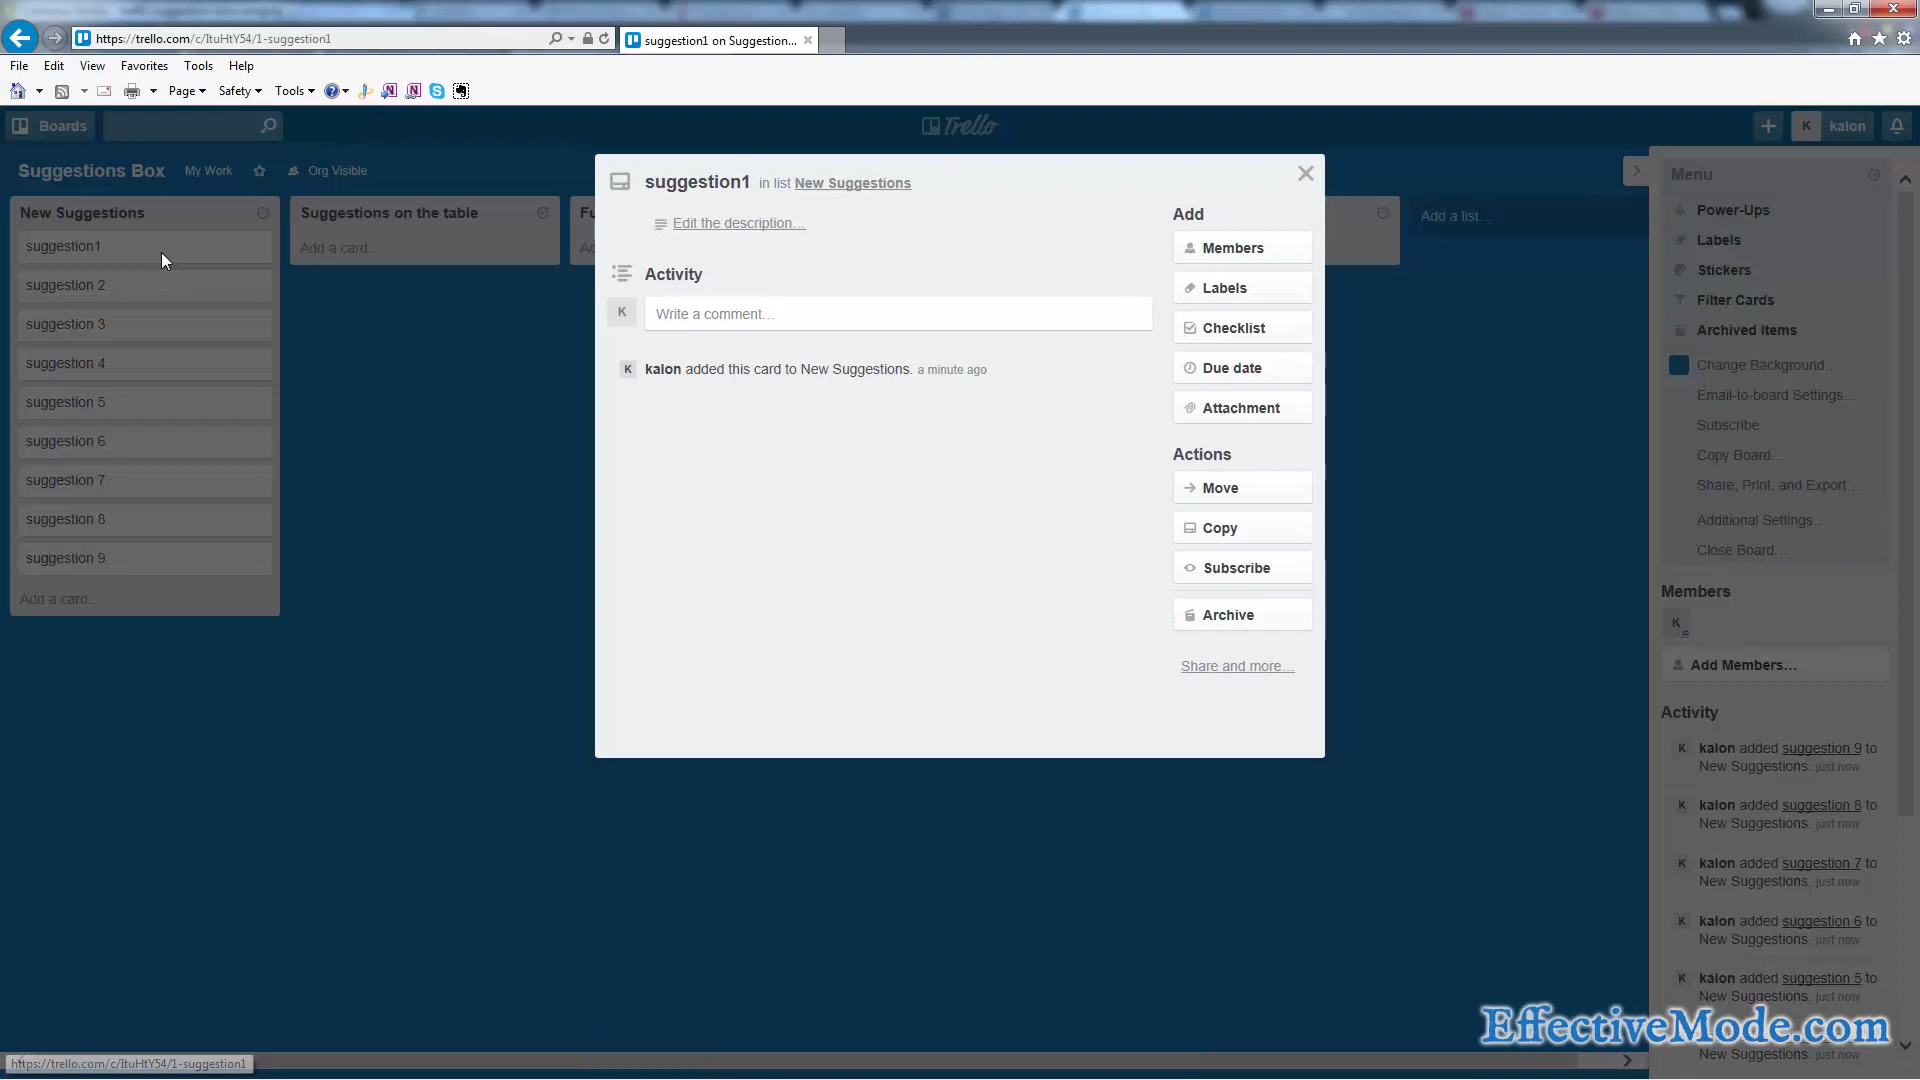 https://trello.com/c/ItuHtY54/1-suggestion1
suggestion1 on Suggestion...
File Edit View Favorites Tools Help
Page Safety Tools
Boards
Trello
K kalon
Suggestions Box My Work Org Visible
New Suggestions
suggestion1
suggestion 2
suggestion 3
suggestion 4
suggestion 5
suggestion 6
suggestion 7
suggestion 8
suggestion 9
Add a card...
Suggestions on the table
Add a card...
Add a list...
suggestion1 in list New Suggestions
Edit the description...
Activity
K
Write a comment...
K kalon added this card to New Suggestions. a minute ago
Add
Members
Labels
Checklist
Due date
Attachment
Actions
Move
Copy
Subscribe
Archive
Share and more...
Menu
Power-Ups
Labels
Stickers
Filter Cards
Archived Items
Change Background...
Email-to-board Settings...
Subscribe
Copy Board...
Share, Print, and Export...
Additional Settings...
Close Board...
Members
K
Add Members...
Activity
K kalon added suggestion 9 to
New Suggestions. just now
K kalon added suggestion 8 to
New Suggestions. just now
K kalon added suggestion 7 to
New Suggestions. just now
K kalon added suggestion 6 to
New Suggestions. just now
K kalon added suggestion 5 to
New Suggestions. just now
EffectiveMode.com
New Suggestions. just now
https://trello.com/c/ItuHtY54/1-suggestion1